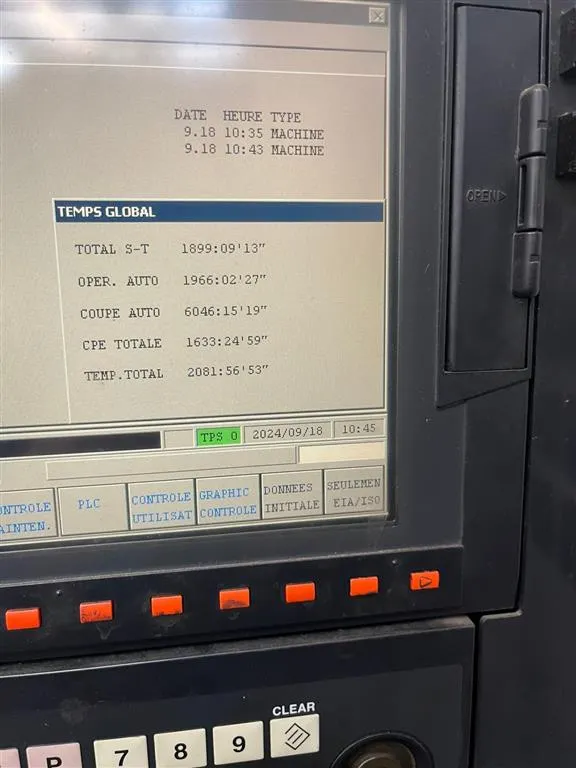 DATE HEURE TYPE
9.18 10:35 MACHINE
9.18 10:43 MACHINE
TEMPS GLOBAL
TOTAL S-T 1899:09'13"
OPER. AUTO 1966:02'27"
COUPE AUTO 6046:15'19"
CPE TOTALE 1633:24'59"
TEMP.TOTAL 2081:56'53"
TPS 0 2024/09/18 10:45
ONTROLE AINTEN.
PLC
CONTROLE UTILISAT
GRAPHIC CONTROLE
DONNEES INITIALE
SEULEMEN EIA/ISO
OPEN
CLEAR
P 7 8 9